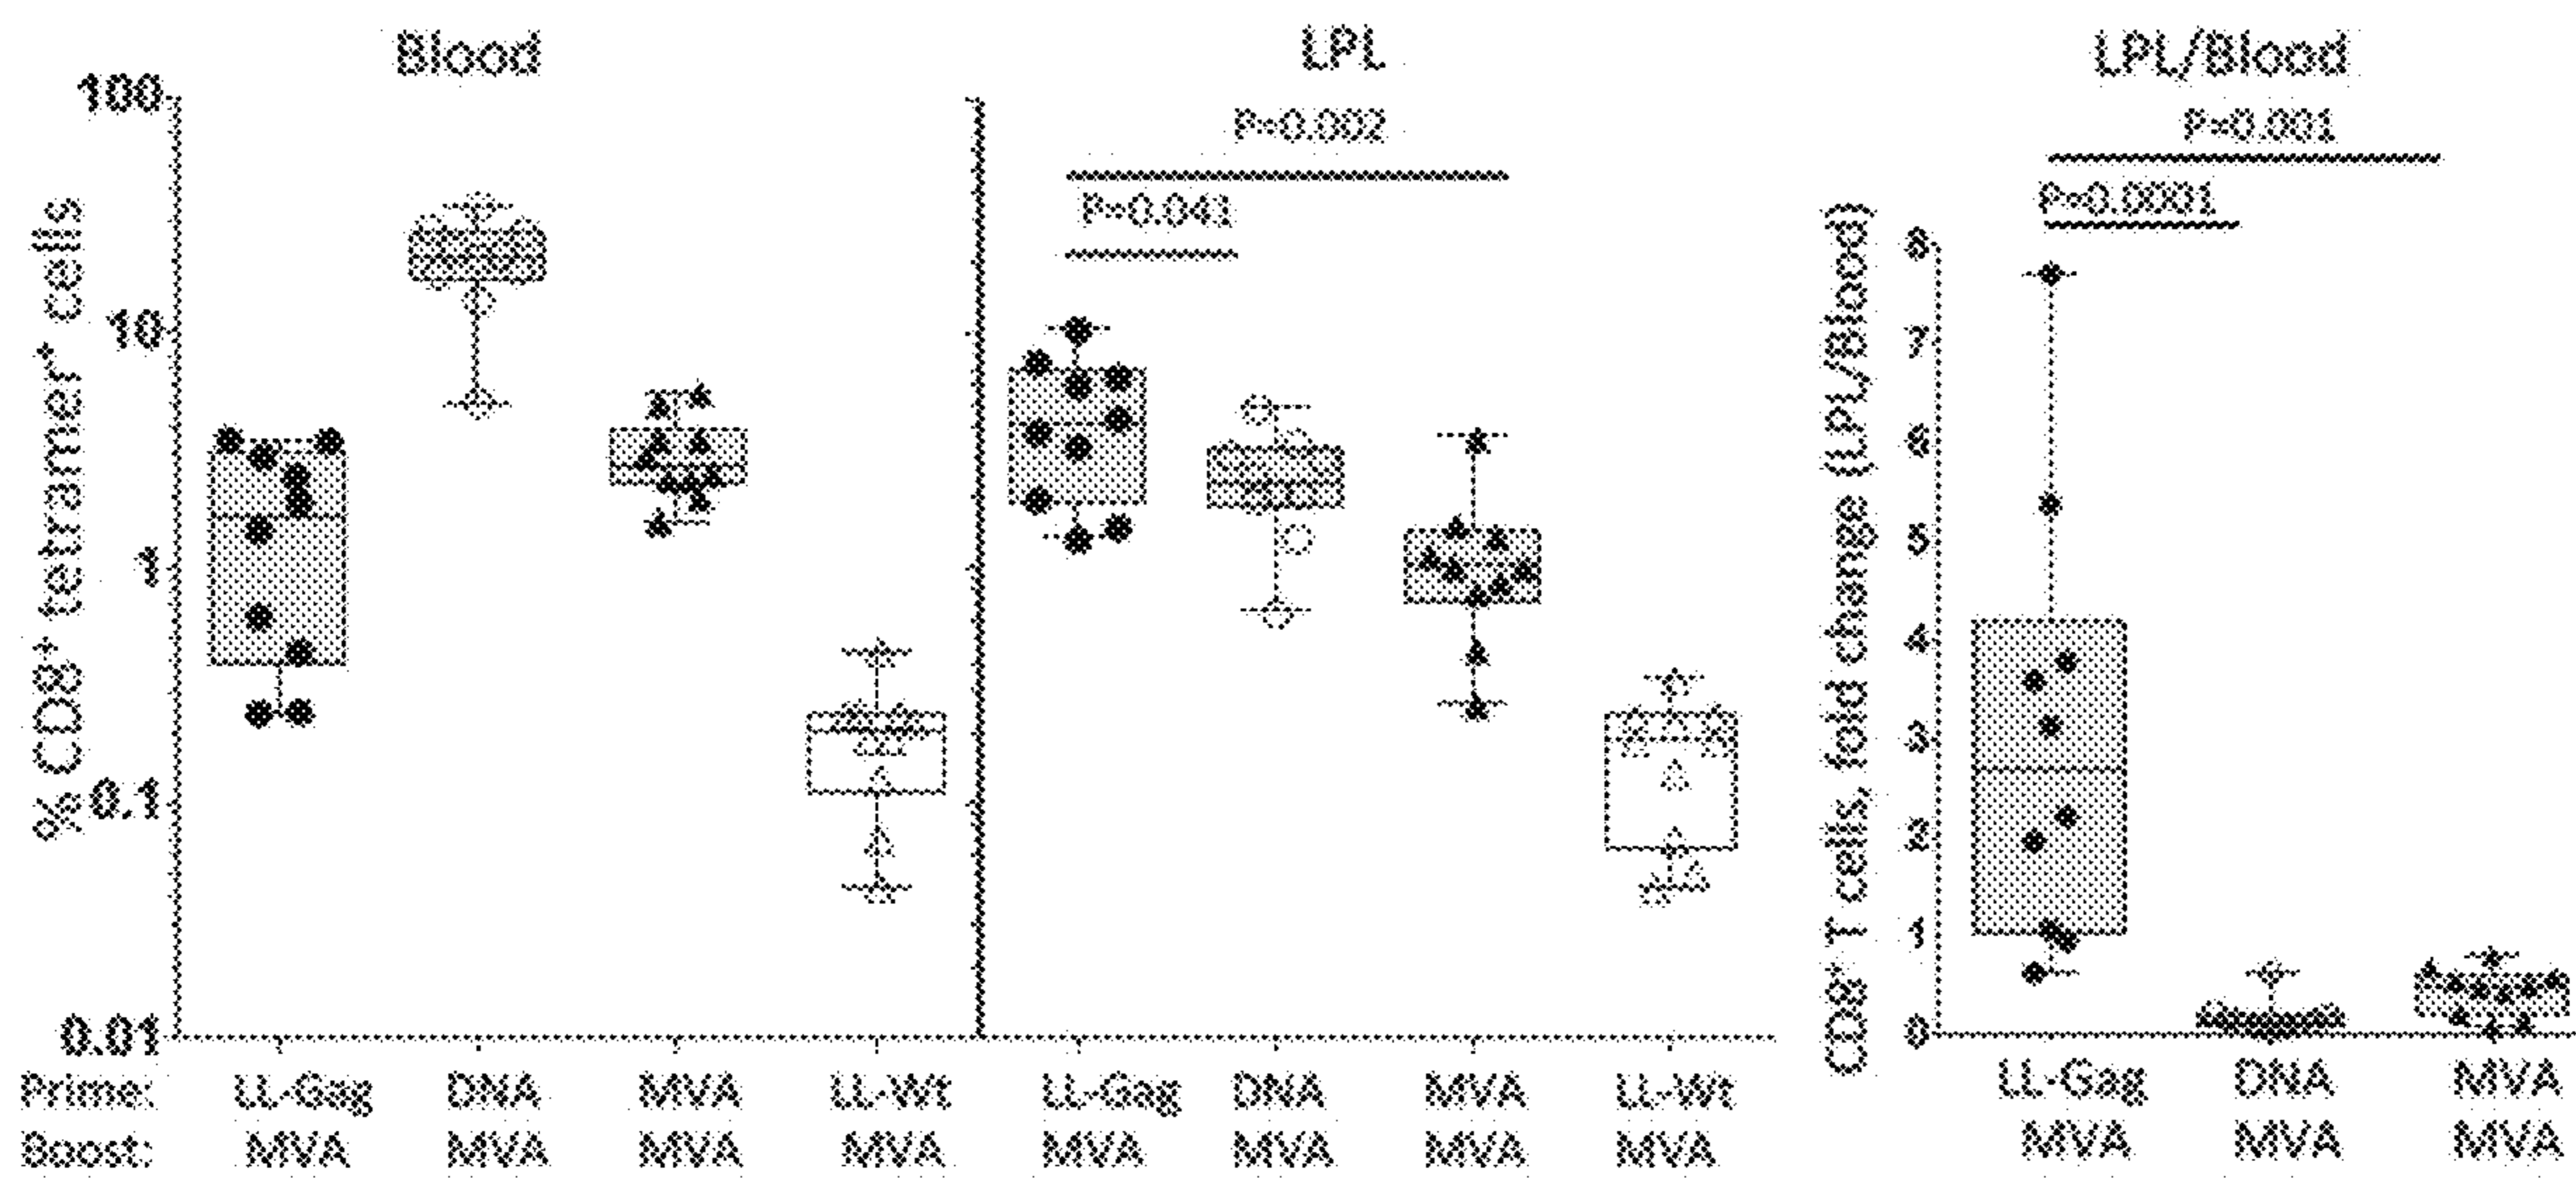 Blood
LPL
LPL/Blood
P=0.002
P=0.041
P=0.001
P=0.0001
% CD8+ tetramer+ cells
100
10
1
0.1
0.01
CD8+ T cells, fold change (LPL/Blood)
8
7
6
5
4
3
2
1
0
Prime: LL-Gag DNA MVA LL-Wt LL-Gag DNA MVA LL-Wt LL-Gag DNA MVA
Boost: MVA MVA MVA MVA MVA MVA MVA MVA MVA MVA MVA